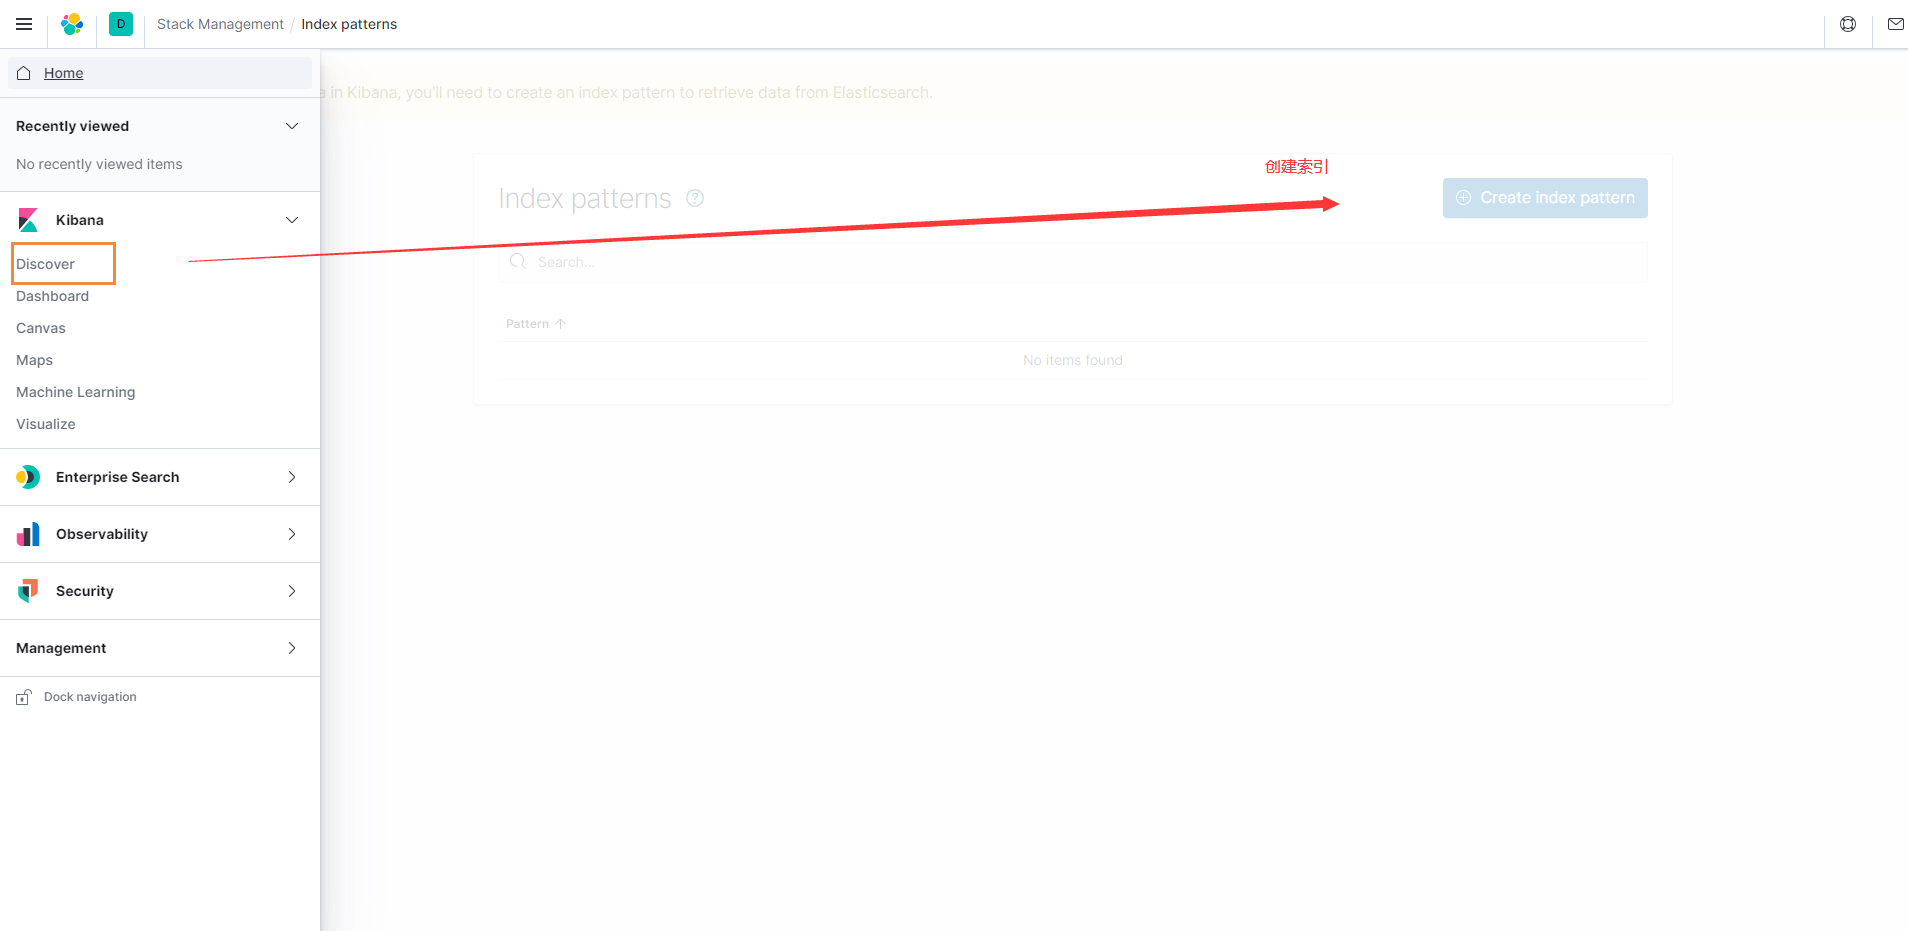 D Stack Management / Index patterns
Home
a in Kibana, you'll need to create an index pattern to retrieve data from Elasticsearch.
Recently viewed
No recently viewed items
创建索引
Index patterns
Create index pattern
Kibana
Discover
Search...
Dashboard
Pattern
Canvas
Maps
No items found
Machine Learning
Visualize
Enterprise Search
Observability
Security
Management
Dock navigation